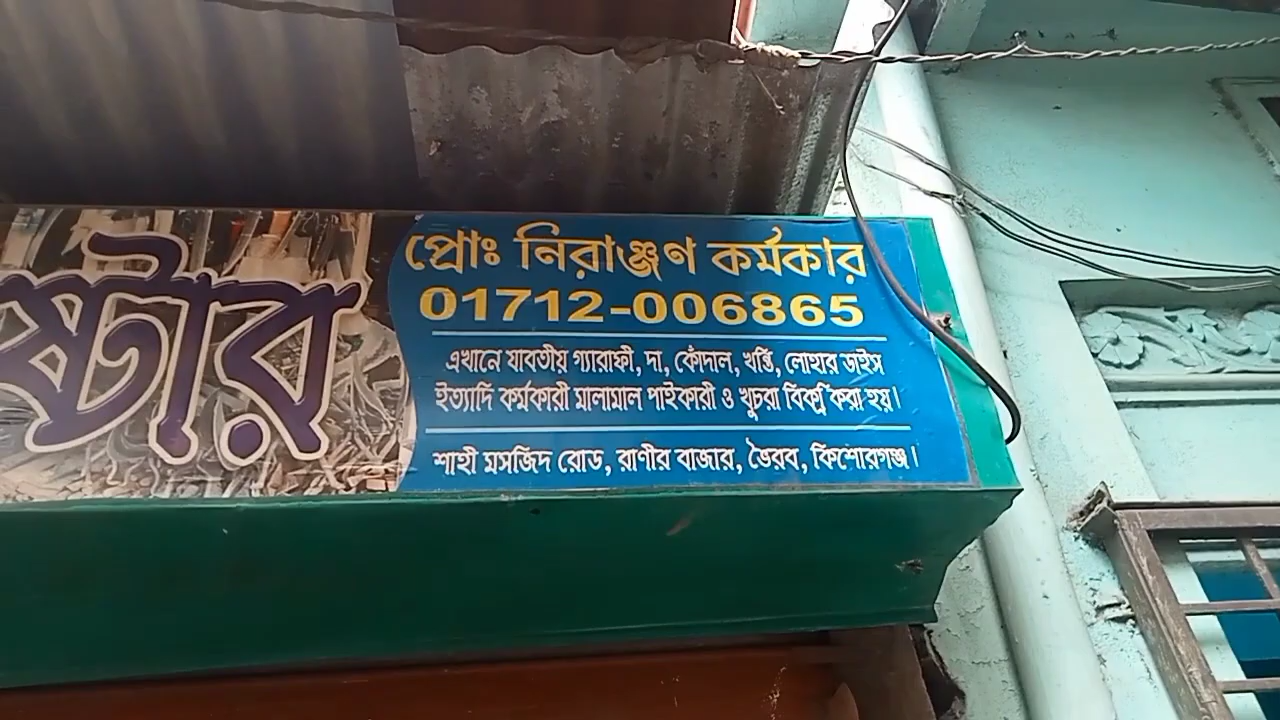 ষ্টোর
প্রোঃ নিরাঞ্জণ কর্মকার
01712-006865
এখানে যাবতীয় গ্যারাফী, দা, কোঁদাল, খন্তি, লোহার ডাইস
ইত্যাদি কর্মকারী মালামাল পাইকারী ও খুচরা বিক্রি করা হয়।
শাহী মসজিদ রোড, রাণীর বাজার, ভৈরব, কিশোরগঞ্জ।